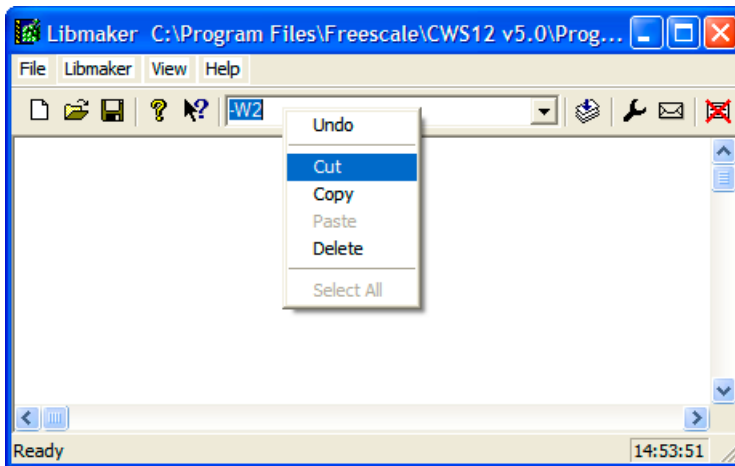 Libmaker C:\Program Files\Freescale\CWS12 v5.0\Prog...
File Libmaker View Help
-W2
Undo
Cut
Copy
Paste
Delete
Select All
Ready 14:53:51